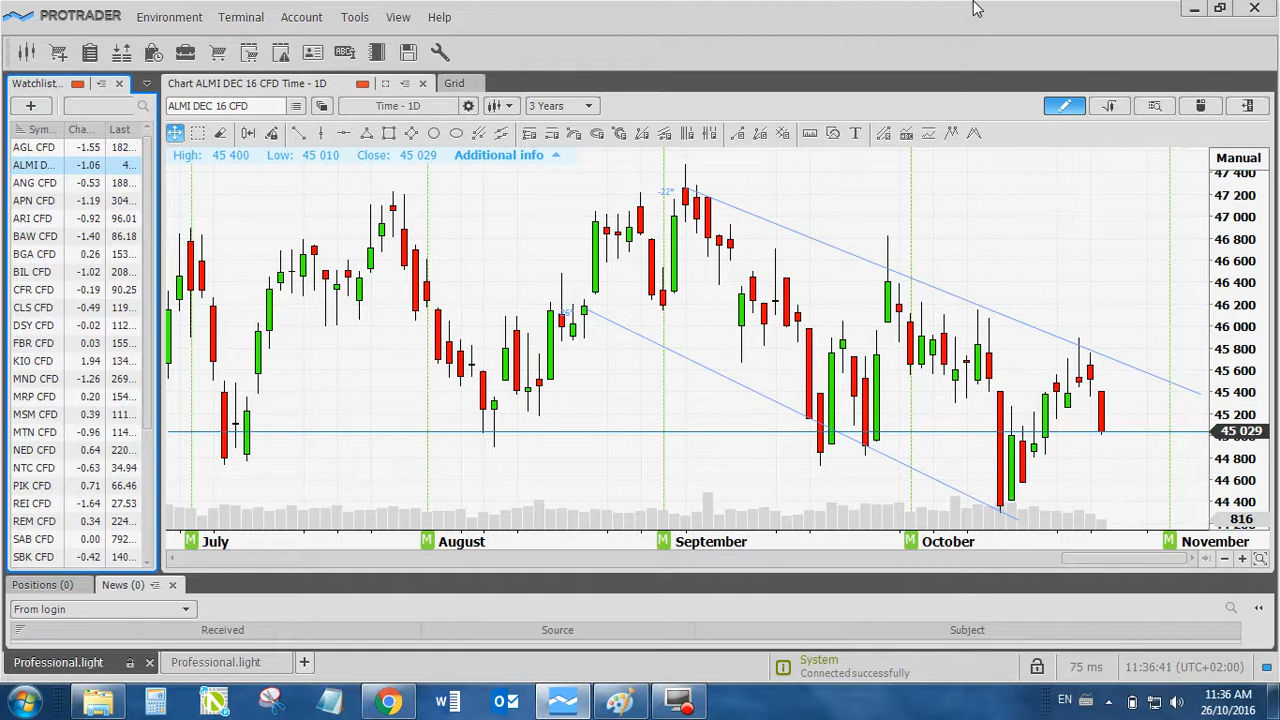 PROTRADER Environment Terminal Account Tools View Help
Watchlist... Chart ALMI DEC 16 CFD Time - 1D Grid
ALMI DEC 16 CFD Time - 1D 3 Years
Sym... Cha... Last
High: 45 400 Low: 45 010 Close: 45 029 Additional info Manual
AGL CFD -1.55 182...
ALMI D... -1.06 4...
ANG CFD -0.53 188...
APN CFD -1.19 304...
ARI CFD -0.92 96.01
BAW CFD -1.40 86.18
BGA CFD 0.26 153...
BIL CFD -1.02 208...
CFR CFD -0.19 90.25
CLS CFD -0.49 119...
DSY CFD -0.02 112...
FBR CFD 0.03 155...
KIO CFD 1.94 134...
MND CFD -1.26 269...
MRP CFD 0.20 154...
MSM CFD 0.39 111...
MTN CFD -0.96 114...
NED CFD 0.64 220...
NTC CFD -0.63 34.94
PIK CFD 0.71 66.46
REI CFD -1.64 27.53
REM CFD 0.34 224...
SAB CFD 0.00 792...
SBK CFD -0.42 140...
-22°
47 400
47 200
47 000
46 800
46 600
46 400
46 200
46 000
45 800
45 600
45 400
45 200
45 029
44 800
44 600
44 400
816
M July M August M September M October M November
Positions (0) News (0)
From login
Received Source Subject
Professional.light Professional.light
System
Connected successfully
75 ms 11:36:41 (UTC+02:00)
EN
11:36 AM
26/10/2016